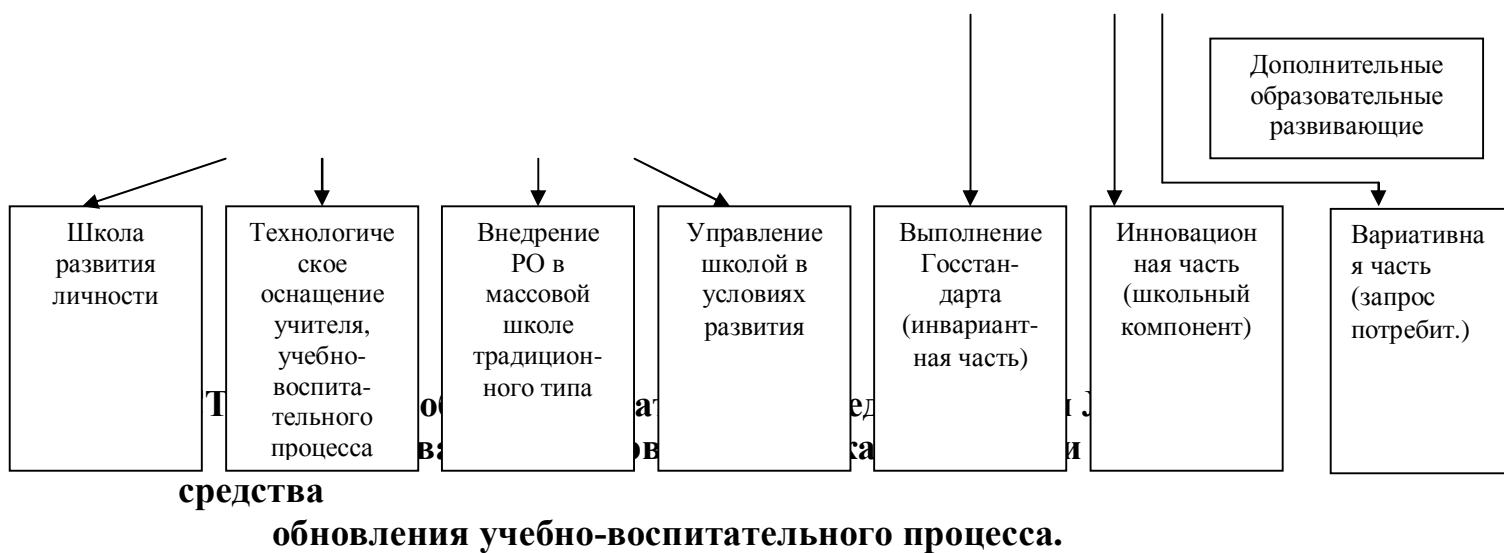 Дополнительные
образовательные
развивающие
Школа
развития
личности
Технологиче
ское
оснащение
учителя,
учебно-
воспита-
тельного
процесса
Внедрение
РО в
массовой
школе
традицион-
ного типа
Управление
школой в
условиях
развития
Выполнение
Госстан-
дарта
(инвариант-
ная часть)
Инновацион
ная часть
(школьный
компонент)
Вариативна
я часть
(запрос
потребит.)
средства
обновления учебно-воспитательного процесса.